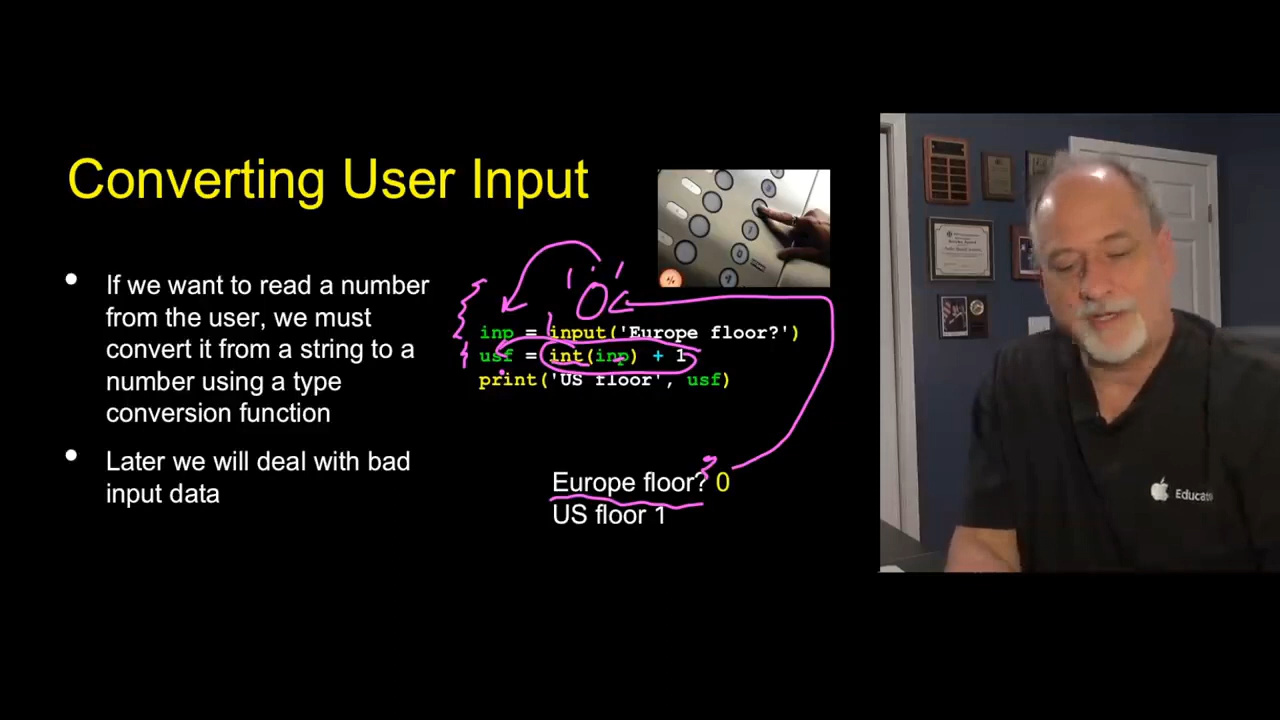 Converting User Input
If we want to read a number
from the user, we must
convert it from a string to a
number using a type
conversion function
Later we will deal with bad
input data
'0'
inp = input('Europe floor?')
usf = int(inp) + 1
print('US floor', usf)
Europe floor? 0
US floor 1
Educator